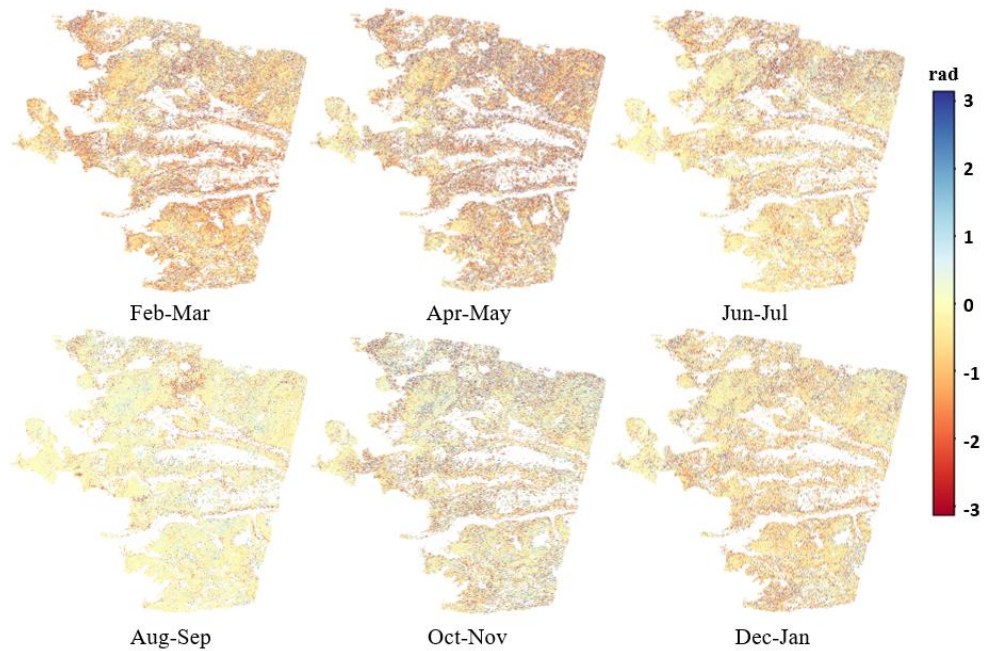 rad
3
2
1
0
-1
-2
-3
Feb-Mar
Apr-May
Jun-Jul
Aug-Sep
Oct-Nov
Dec-Jan